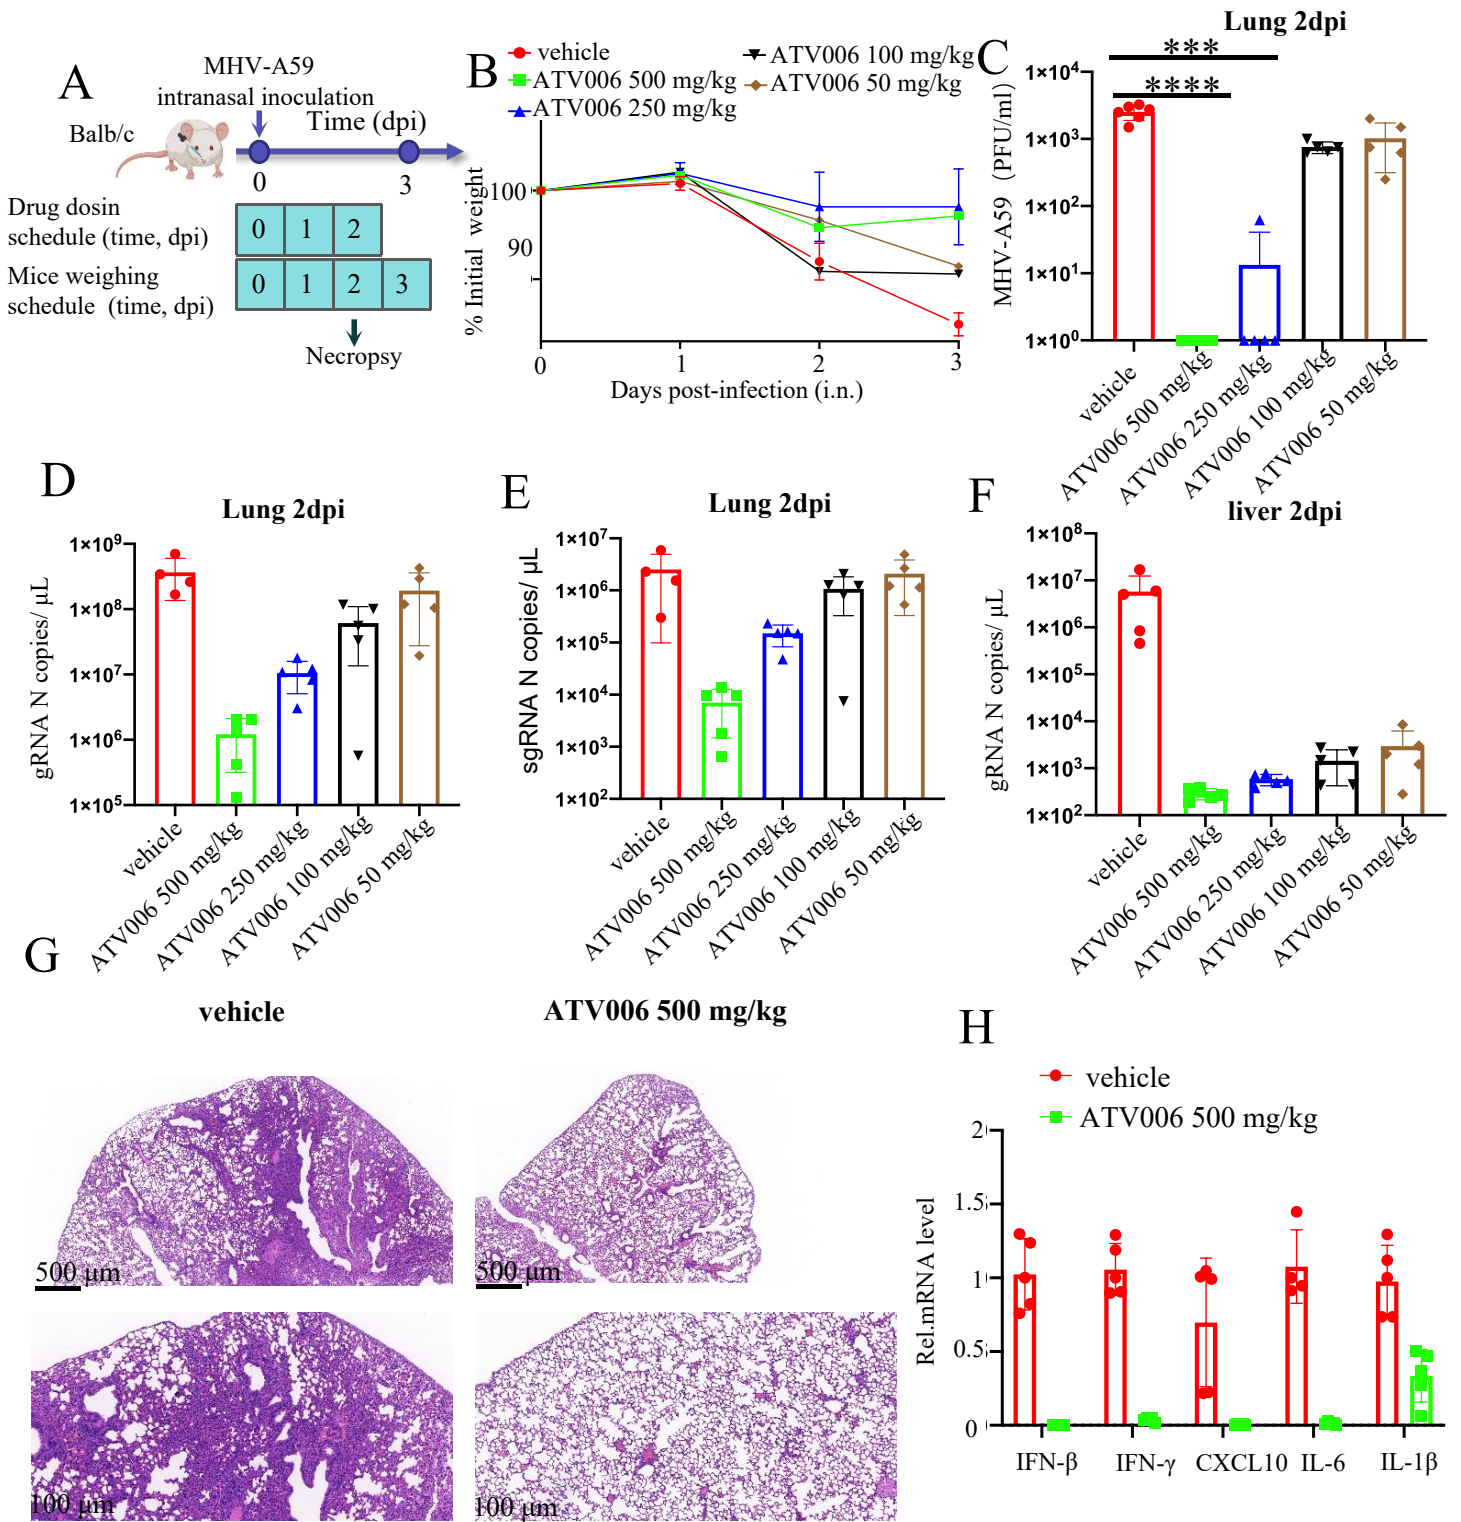 A
MHV-A59
intranasal inoculation
Balb/c
Time (dpi)
0
3
Drug dosin
schedule (time, dpi)
0 1 2
Mice weighing
schedule (time, dpi)
0 1 2 3
Necropsy
B
vehicle
ATV006 500 mg/kg
ATV006 250 mg/kg
ATV006 100 mg/kg
ATV006 50 mg/kg
% Initial weight
100
90
0 1 2 3
Days post-infection (i.n.)
C
Lung 2dpi
***
****
MHV-A59 (PFU/ml)
1×10⁴
1×10³
1×10²
1×10¹
1×10⁰
vehicle
ATV006 500 mg/kg
ATV006 250 mg/kg
ATV006 100 mg/kg
ATV006 50 mg/kg
D
Lung 2dpi
gRNA N copies/ μL
1×10⁹
1×10⁸
1×10⁷
1×10⁶
1×10⁵
vehicle
ATV006 500 mg/kg
ATV006 250 mg/kg
ATV006 100 mg/kg
ATV006 50 mg/kg
E
Lung 2dpi
sgRNA N copies/ μL
1×10⁷
1×10⁶
1×10⁵
1×10⁴
1×10³
1×10²
vehicle
ATV006 500 mg/kg
ATV006 250 mg/kg
ATV006 100 mg/kg
ATV006 50 mg/kg
F
liver 2dpi
gRNA N copies/ μL
1×10⁸
1×10⁷
1×10⁶
1×10⁵
1×10⁴
1×10³
1×10²
vehicle
ATV006 500 mg/kg
ATV006 250 mg/kg
ATV006 100 mg/kg
ATV006 50 mg/kg
G
vehicle
ATV006 500 mg/kg
500 μm
500 μm
100 μm
100 μm
H
vehicle
ATV006 500 mg/kg
Rel.mRNA level
2
1.5
1
0.5
0
IFN-β IFN-γ CXCL10 IL-6 IL-1β